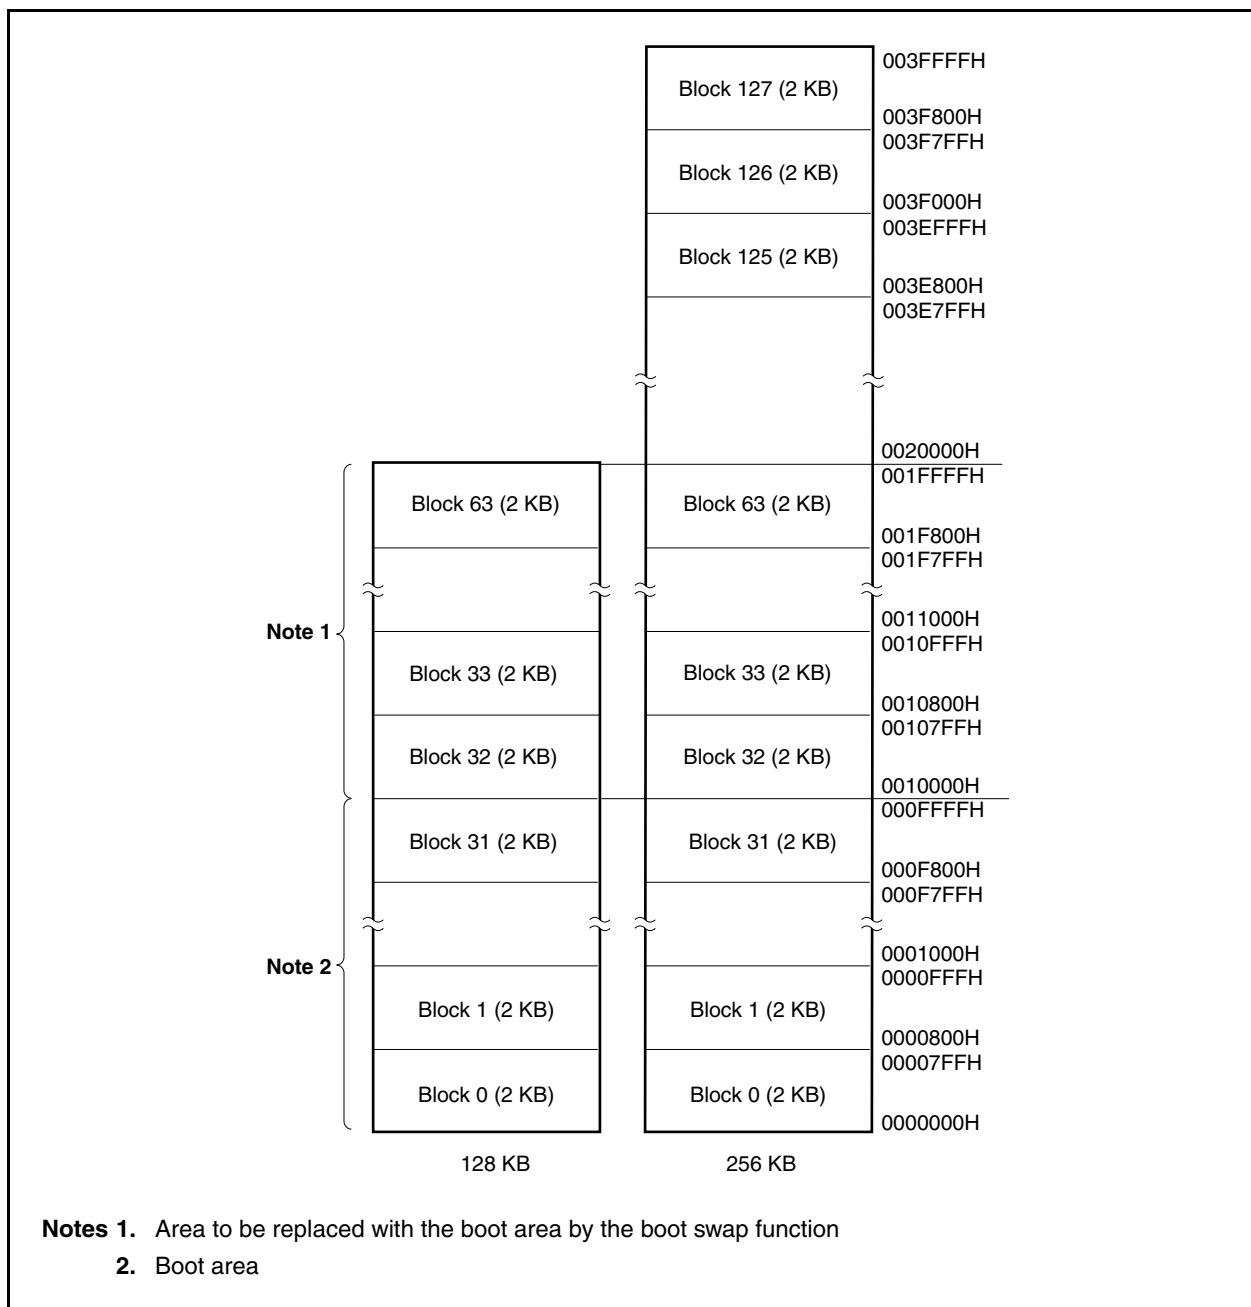 003FFFFH
Block 127 (2 KB)
003F800H
003F7FFH
Block 126 (2 KB)
003F000H
003EFFFH
Block 125 (2 KB)
003E800H
003E7FFH
0020000H
001FFFFH
Block 63 (2 KB) Block 63 (2 KB)
001F800H
001F7FFH
0011000H
Note 1
0010FFFH
Block 33 (2 KB) Block 33 (2 KB)
0010800H
00107FFH
Block 32 (2 KB) Block 32 (2 KB)
0010000H
000FFFFH
Block 31 (2 KB) Block 31 (2 KB)
000F800H
000F7FFH
0001000H
Note 2
0000FFFH
Block 1 (2 KB) Block 1 (2 KB)
0000800H
00007FFH
Block 0 (2 KB) Block 0 (2 KB)
0000000H
128 KB 256 KB
Notes 1. Area to be replaced with the boot area by the boot swap function
2. Boot area